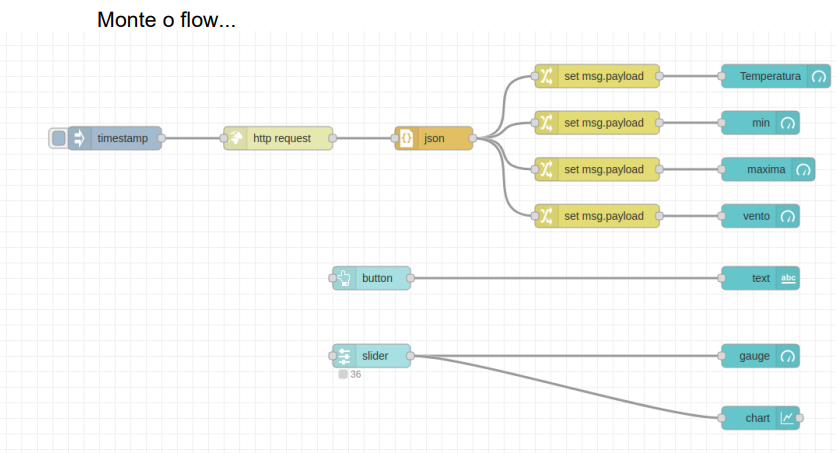 Monte o flow...
set msg.payload Temperatura
set msg.payload min
timestamp http request json
set msg.payload maxima
set msg.payload vento
button text abc
slider gauge
36
chart